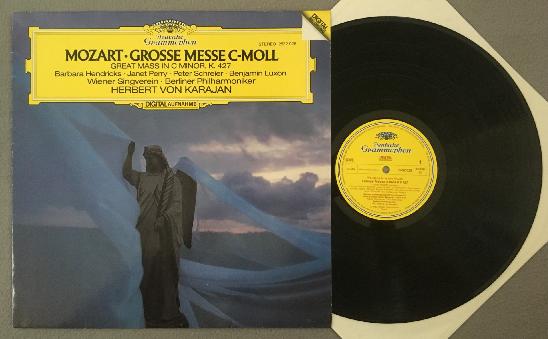 Deutsche
Grammophon
STEREO
DIGITAL
MOZART · GROSSE MESSE C-MOLL
GREAT MASS IN C MINOR, K. 427
Barbara Hendricks · Janet Perry · Peter Schreier · Benjamin Luxon
Wiener Singverein · Berliner Philharmoniker
HERBERT VON KARAJAN
DIGITAL AUFNAHME
Deutsche
Grammophon
1